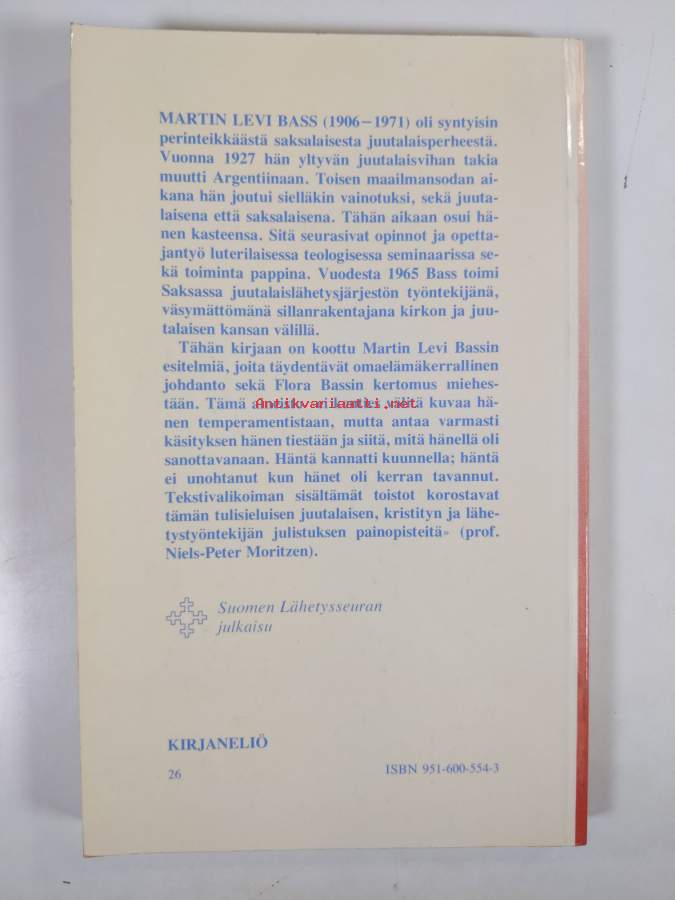 MARTIN LEVI BASS (1906–1971) oli syntyisin
perinteikkäästä saksalaisesta juutalaisperheestä.
Vuonna 1927 hän yltyvän juutalaisvihan takia
muutti Argentiinaan. Toisen maailmansodan ai-
kana hän joutui sielläkin vainotuksi, sekä juuta-
laisena että saksalaisena. Tähän aikaan osui hä-
nen kasteensa. Sitä seurasivat opinnot ja opetta-
jantyö luterilaisessa teologisessa seminaarissa se-
kä toiminta pappina. Vuodesta 1965 Bass toimi
Saksassa juutalaislähetysjärjestön työntekijänä,
väsymättömänä sillanrakentajana kirkon ja juu-
talaisen kansan välillä.
Tähän kirjaan on koottu Martin Levi Bassin
esitelmiä, joita täydentävät omaelämäkerrallinen
johdanto sekä Flora Bassin kertomus miehes-
tään. Tämä välitä kuvaa hä-
Antikvariaatti.net
nen temperamentistaan, mutta antaa varmasti
käsityksen hänen tiestään ja siitä, mitä hänellä oli
sanottavanaan. Häntä kannatti kuunnella; häntä
ei unohtanut kun hänet oli kerran tavannut.
Tekstivalikoiman sisältämät toistot korostavat
tämän tulisieluisen juutalaisen, kristityn ja lähe-
tystyöntekijän julistuksen painopisteitä» (prof.
Niels-Peter Moritzen).
Suomen Lähetysseuran
julkaisu
KIRJANELIÖ
26
ISBN 951-600-554-3